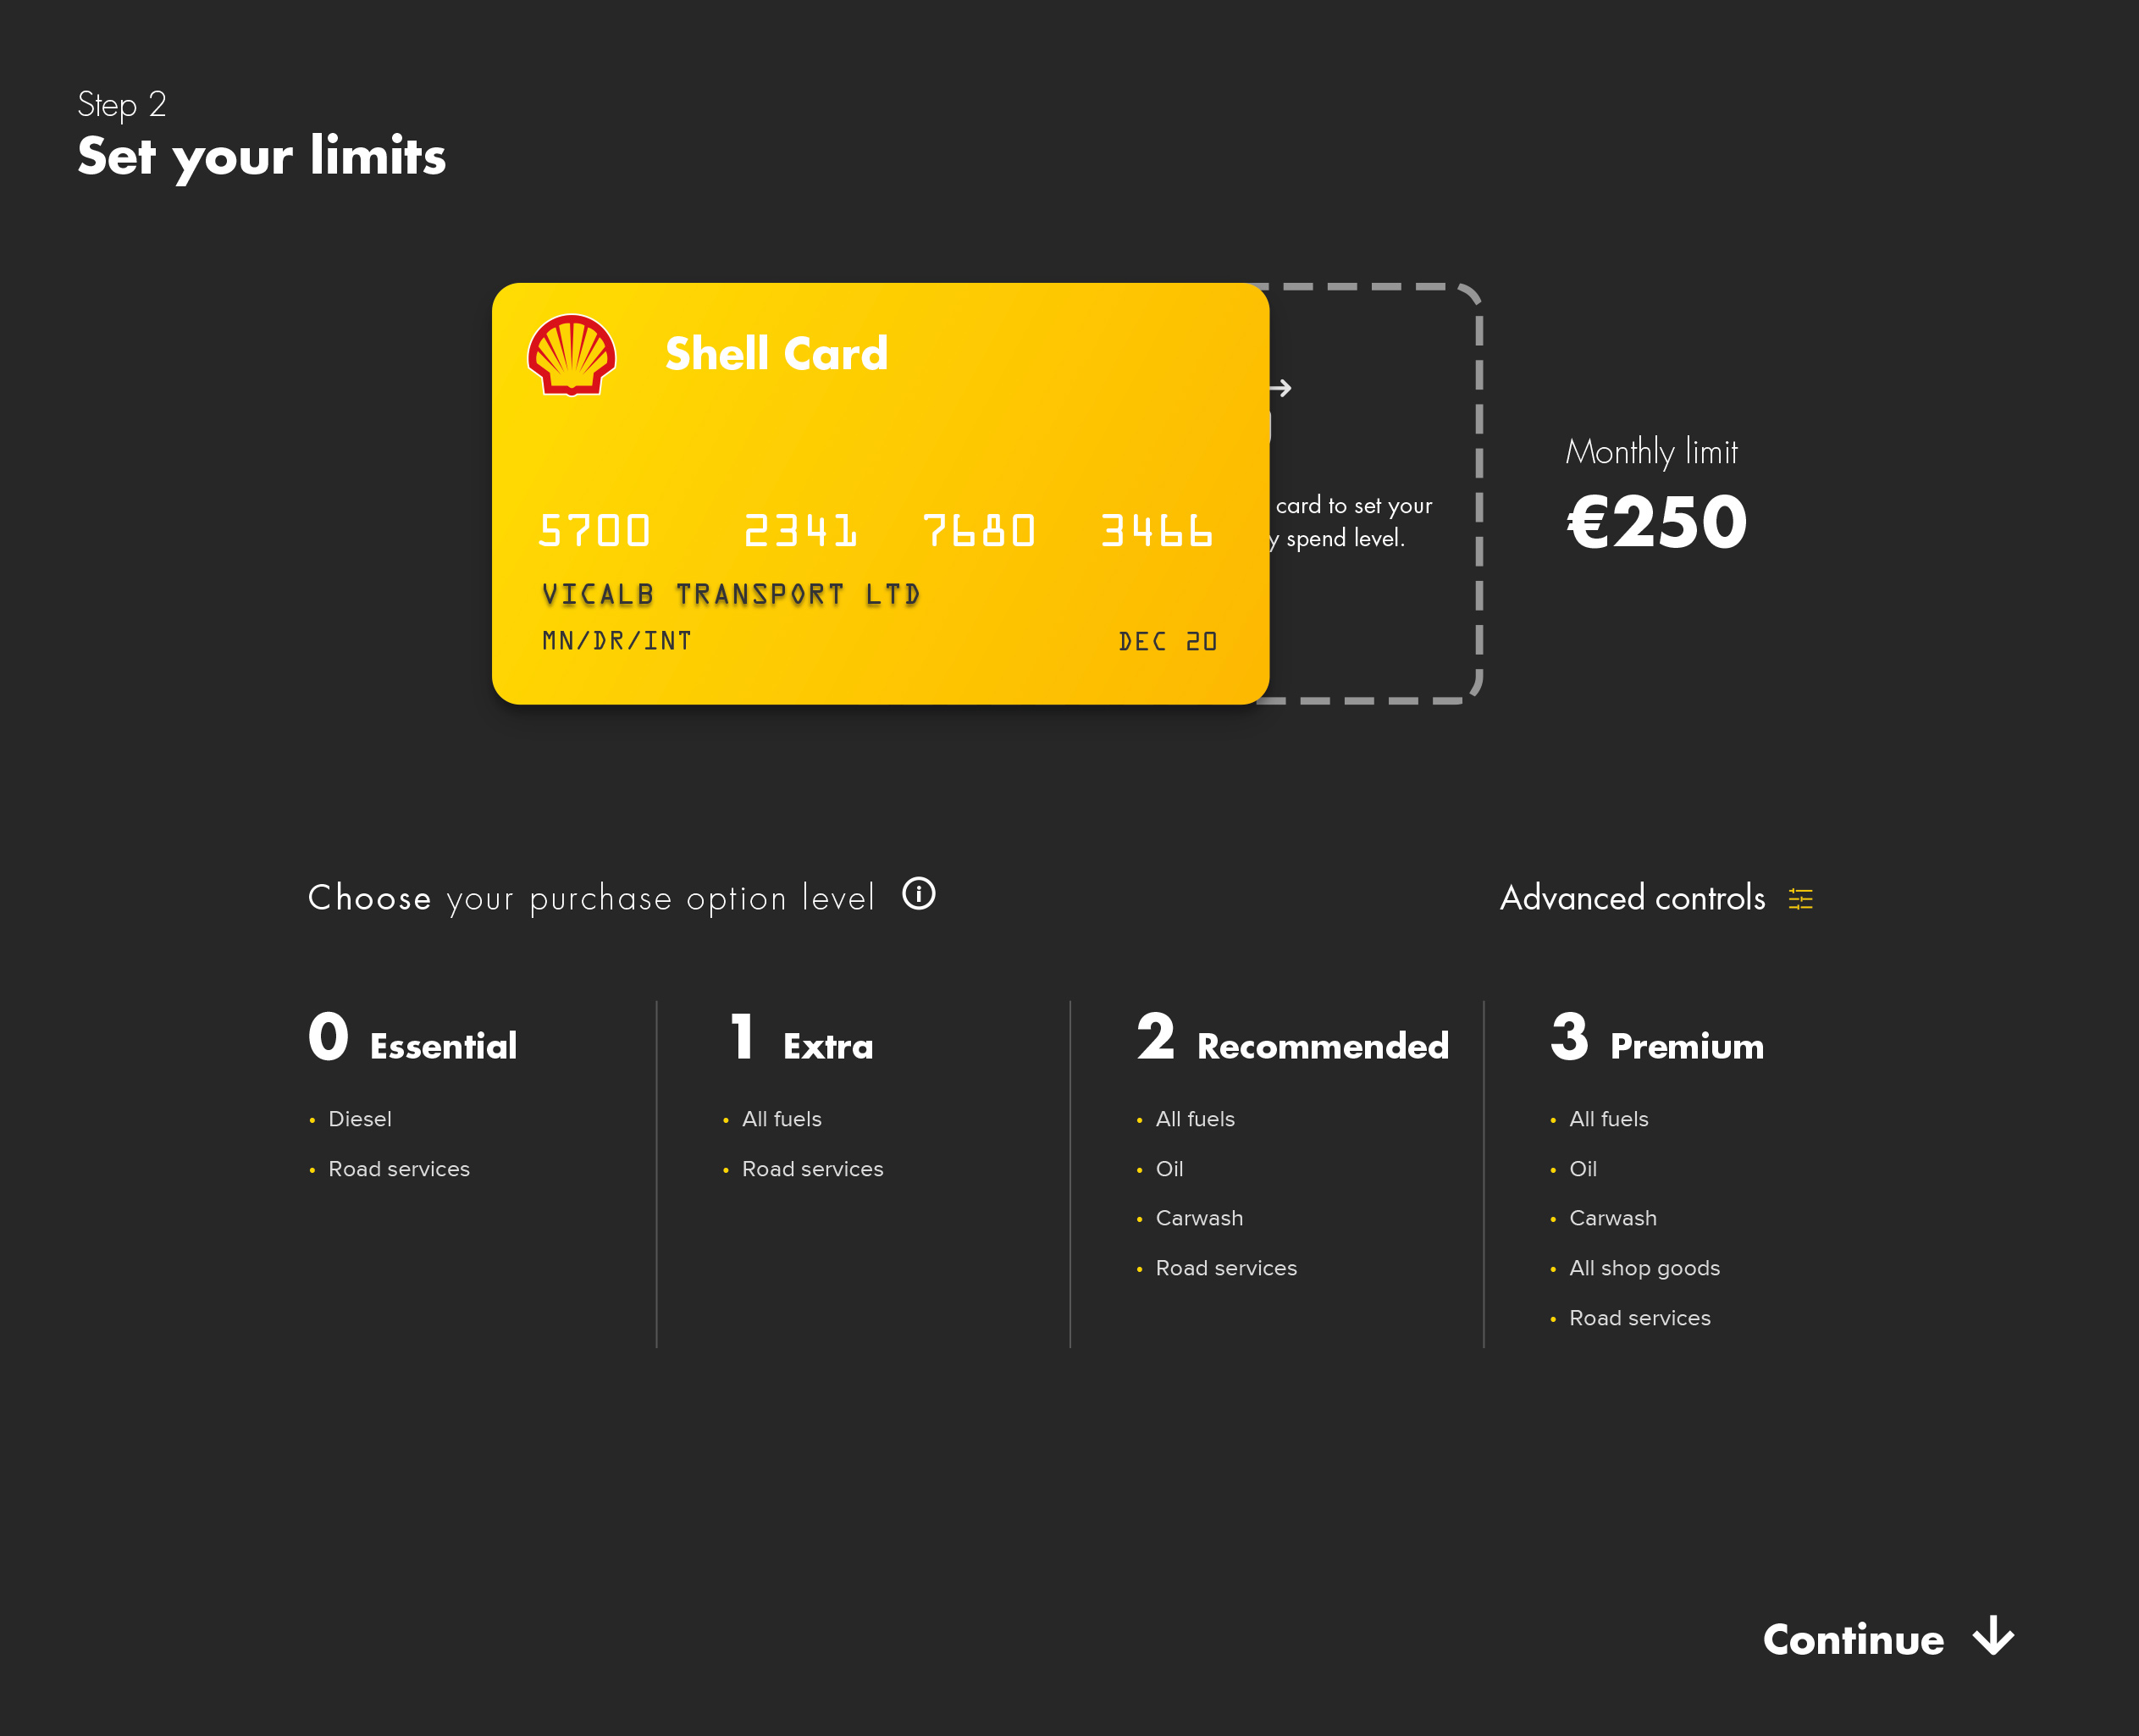 Step 2
Set your limits
Shell Card
card to set your
y spend level.
5700 2341 7680 3466
VICALB TRANSPORT LTD
MN/DR/INT DEC 20
Monthly limit
€250
Choose your purchase option level
Advanced controls
0 Essential
• Diesel
• Road services
1 Extra
• All fuels
• Road services
2 Recommended
• All fuels
• Oil
• Carwash
• Road services
3 Premium
• All fuels
• Oil
• Carwash
• All shop goods
• Road services
Continue